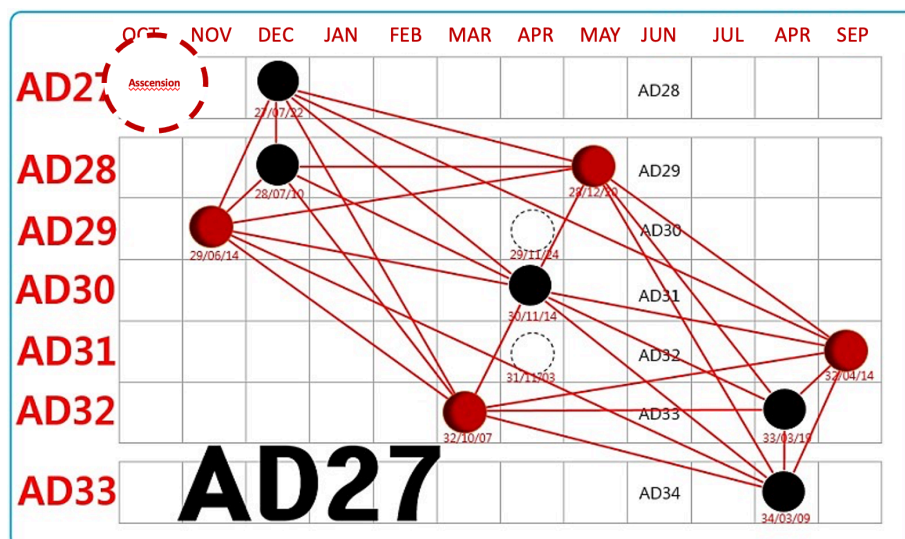 OCT NOV DEC JAN FEB MAR APR MAY JUN JUL APR SEP
AD27 Asscension AD28
27/07/22
AD28 AD29
28/07/10 28/12/20
AD29 AD30
29/06/14 29/11/24
AD30 AD31
30/11/14
AD31 AD32
31/11/03 32/04/14
AD32 AD33
32/10/07 33/03/19
AD33 AD27 AD34
34/03/09